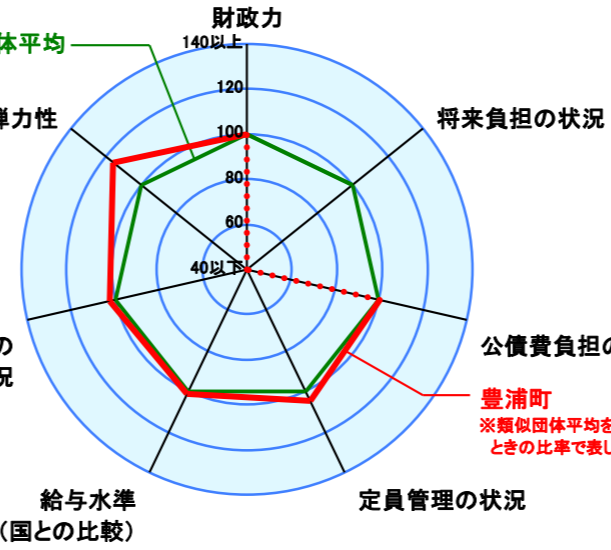 財政力
140以上
体平均
120
弾力性
将来負担の状況
100
80
60
40以下
の
況
公債費負担の
豊浦町
※類似団体平均を
ときの比率で表し
給与水準
（国との比較）
定員管理の状況